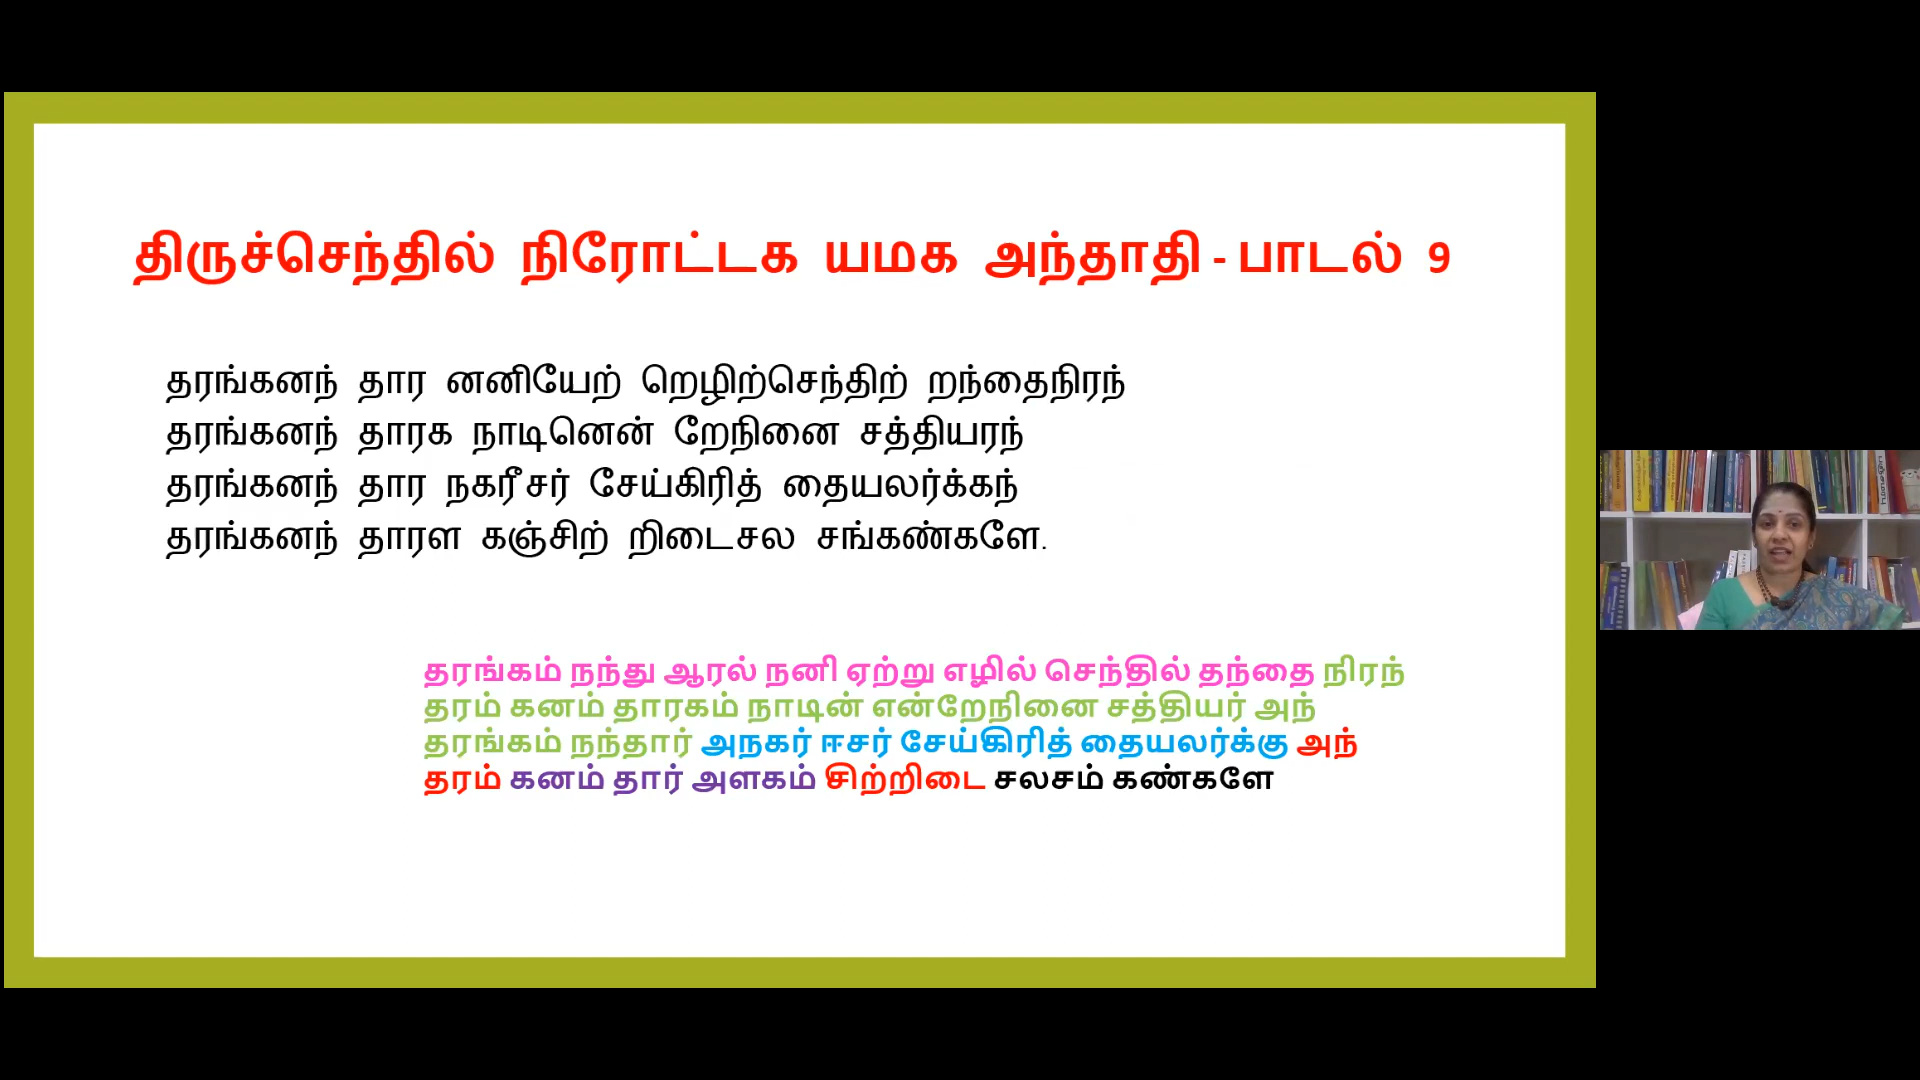 திருச்செந்தில் நிரோட்டக யமக அந்தாதி - பாடல் 9
தரங்கனந் தார னனியேற் றெழிற்செந்திற் றந்தைநிரந்
தரங்கனந் தாரக நாடினென் றேநினை சத்தியரந்
தரங்கனந் தார நகரீசர் சேய்கிரித் தையலர்க்கந்
தரங்கனந் தாரள கஞ்சிற் றிடைசல சங்கண்களே.
தரங்கம் நந்து ஆரல் நனி ஏற்று எழில் செந்தில் தந்தை நிரந்
தரம் கனம் தாரகம் நாடின் என்றேநினை சத்தியர் அந்
தரங்கம் நந்தார் அநகர் ஈசர் சேய்கிரித் தையலர்க்கு அந்
தரம் கனம் தார் அளகம் சிற்றிடை சலசம் கண்களே